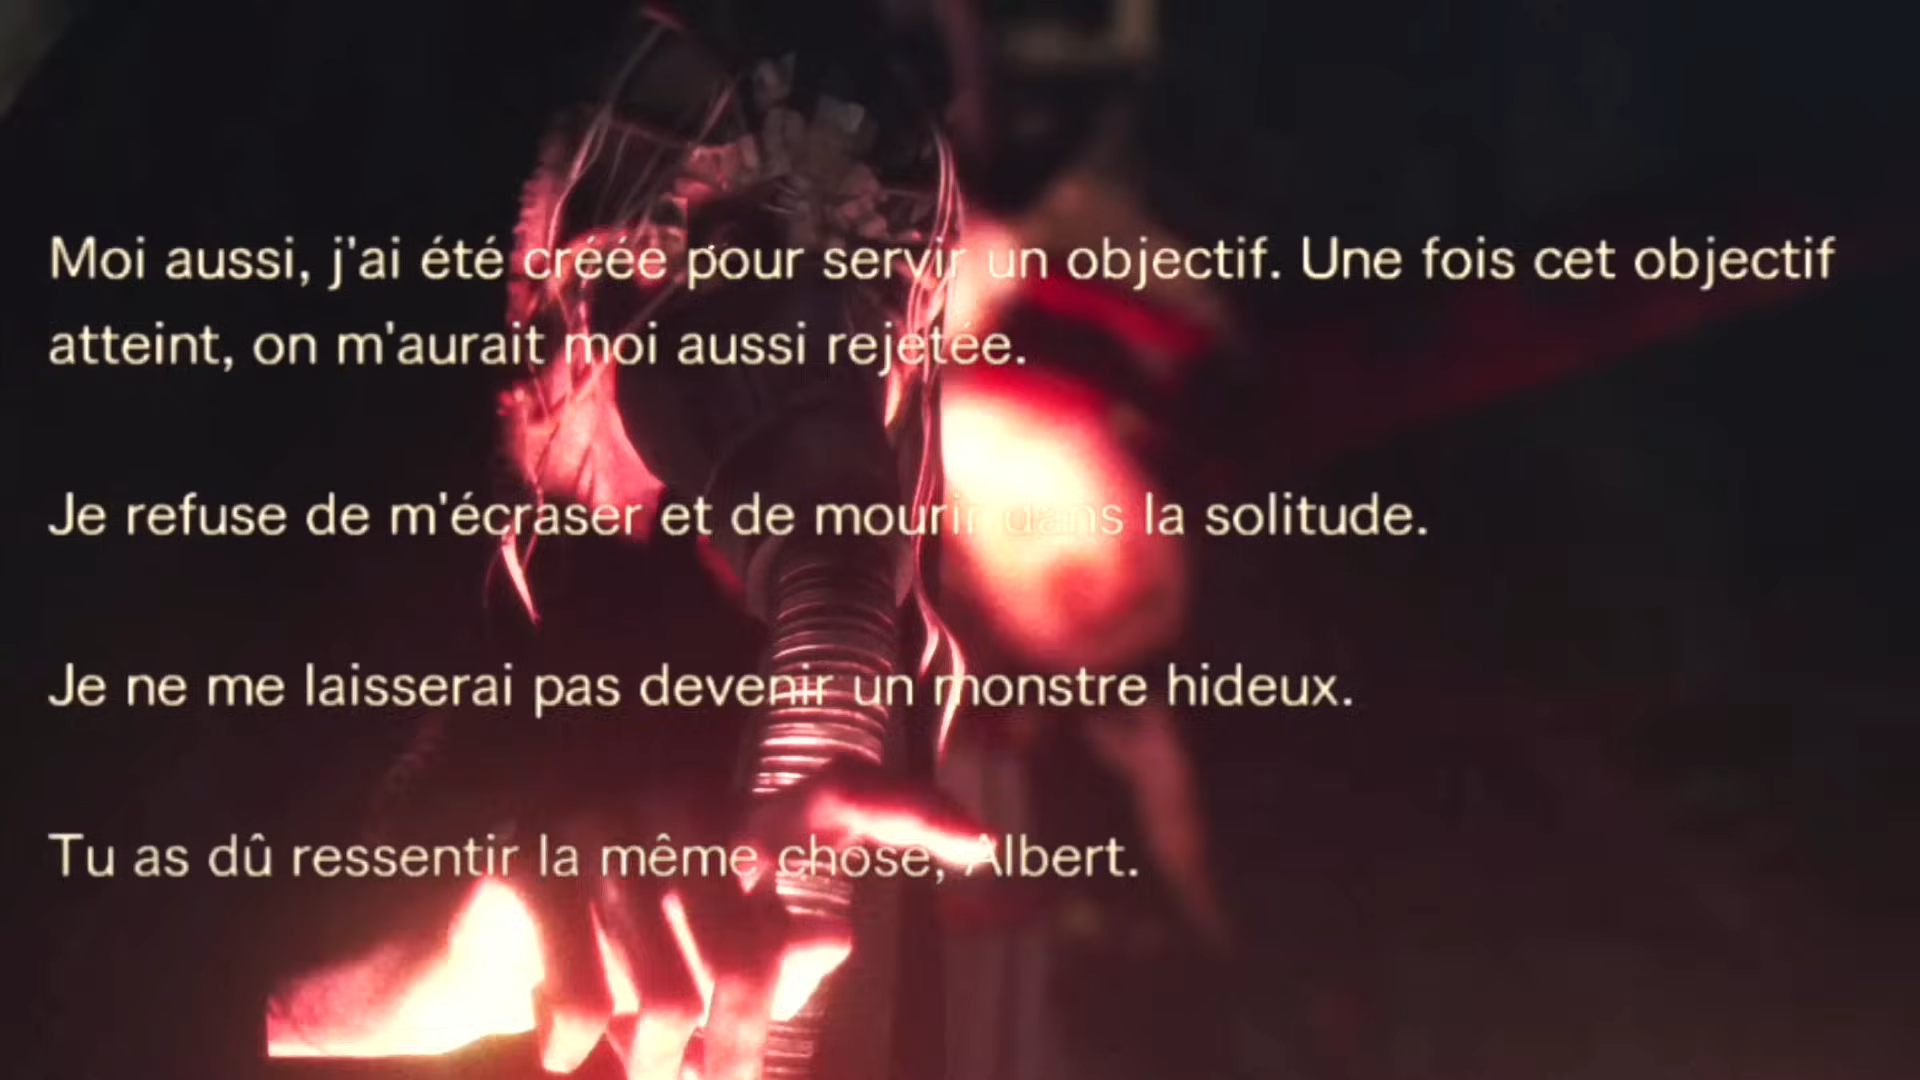 Moi aussi, j'ai été créée pour servir un objectif. Une fois cet objectif
atteint, on m'aurait moi aussi rejetée.
Je refuse de m'écraser et de mourir dans la solitude.
Je ne me laisserai pas devenir un monstre hideux.
Tu as dû ressentir la même chose, Albert.